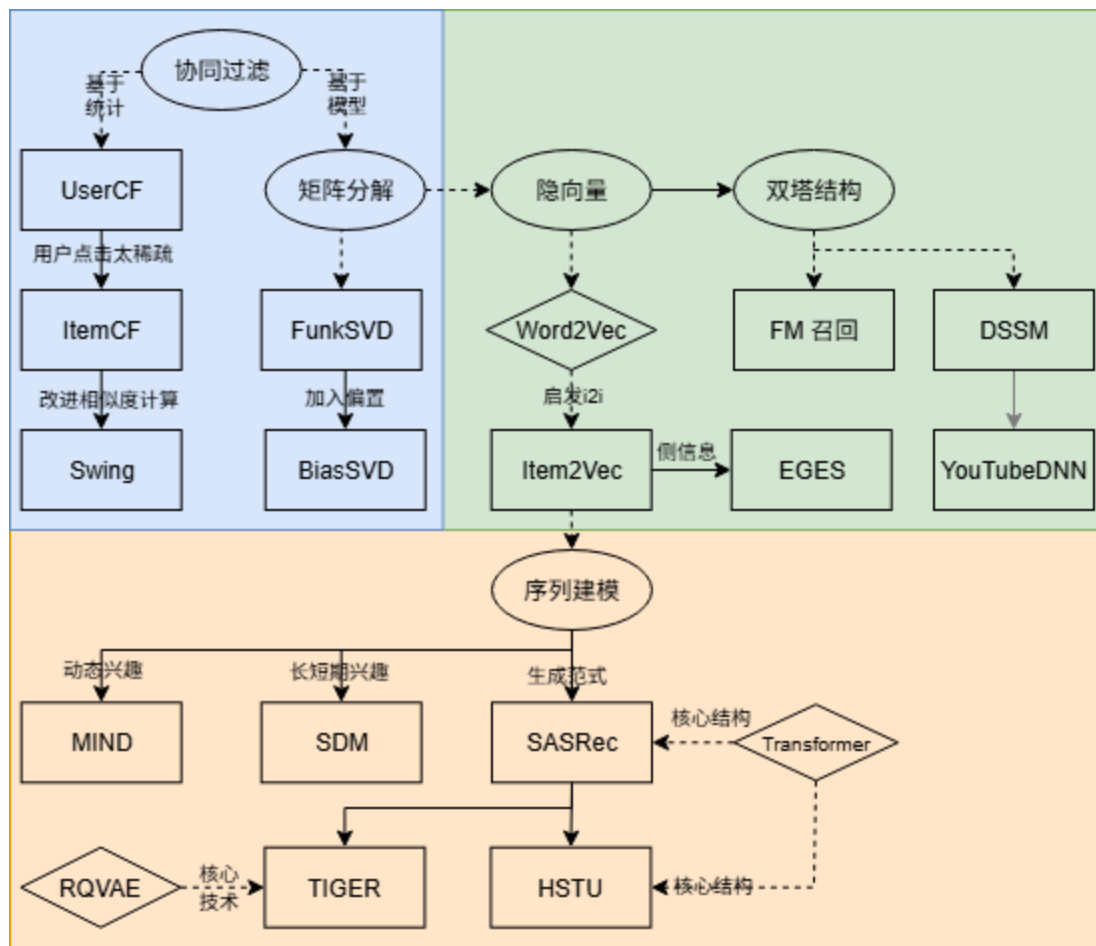 协同过滤
基于
统计
基于
模型
UserCF
矩阵分解
隐向量
双塔结构
用户点击太稀疏
ItemCF
FunkSVD
Word2Vec
FM 召回
DSSM
改进相似度计算
加入偏置
启发i2i
Swing
BiasSVD
Item2Vec
侧信息
EGES
YouTubeDNN
序列建模
动态兴趣
长短期兴趣
生成范式
MIND
SDM
SASRec
核心结构
Transformer
RQVAE
核心
技术
TIGER
HSTU
核心结构